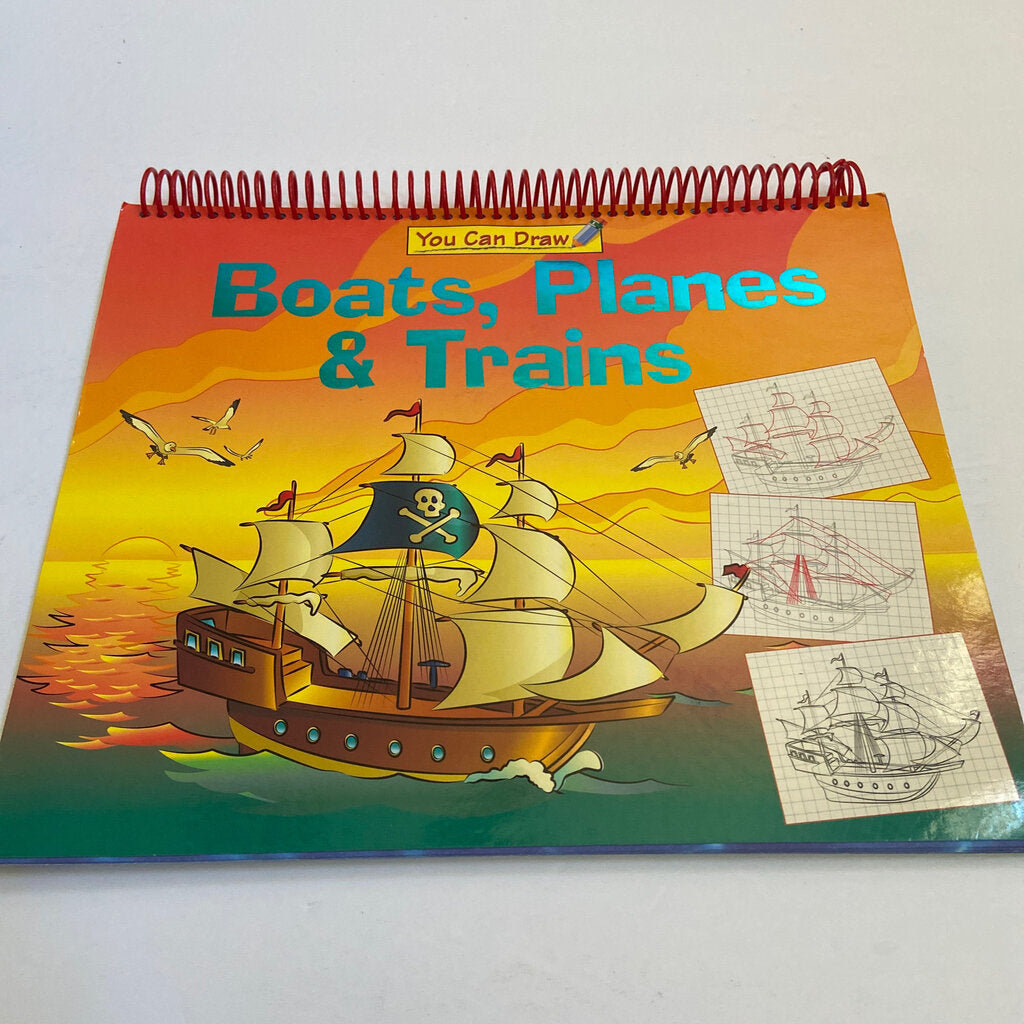 You Can Draw
Boats, Planes
& Trains